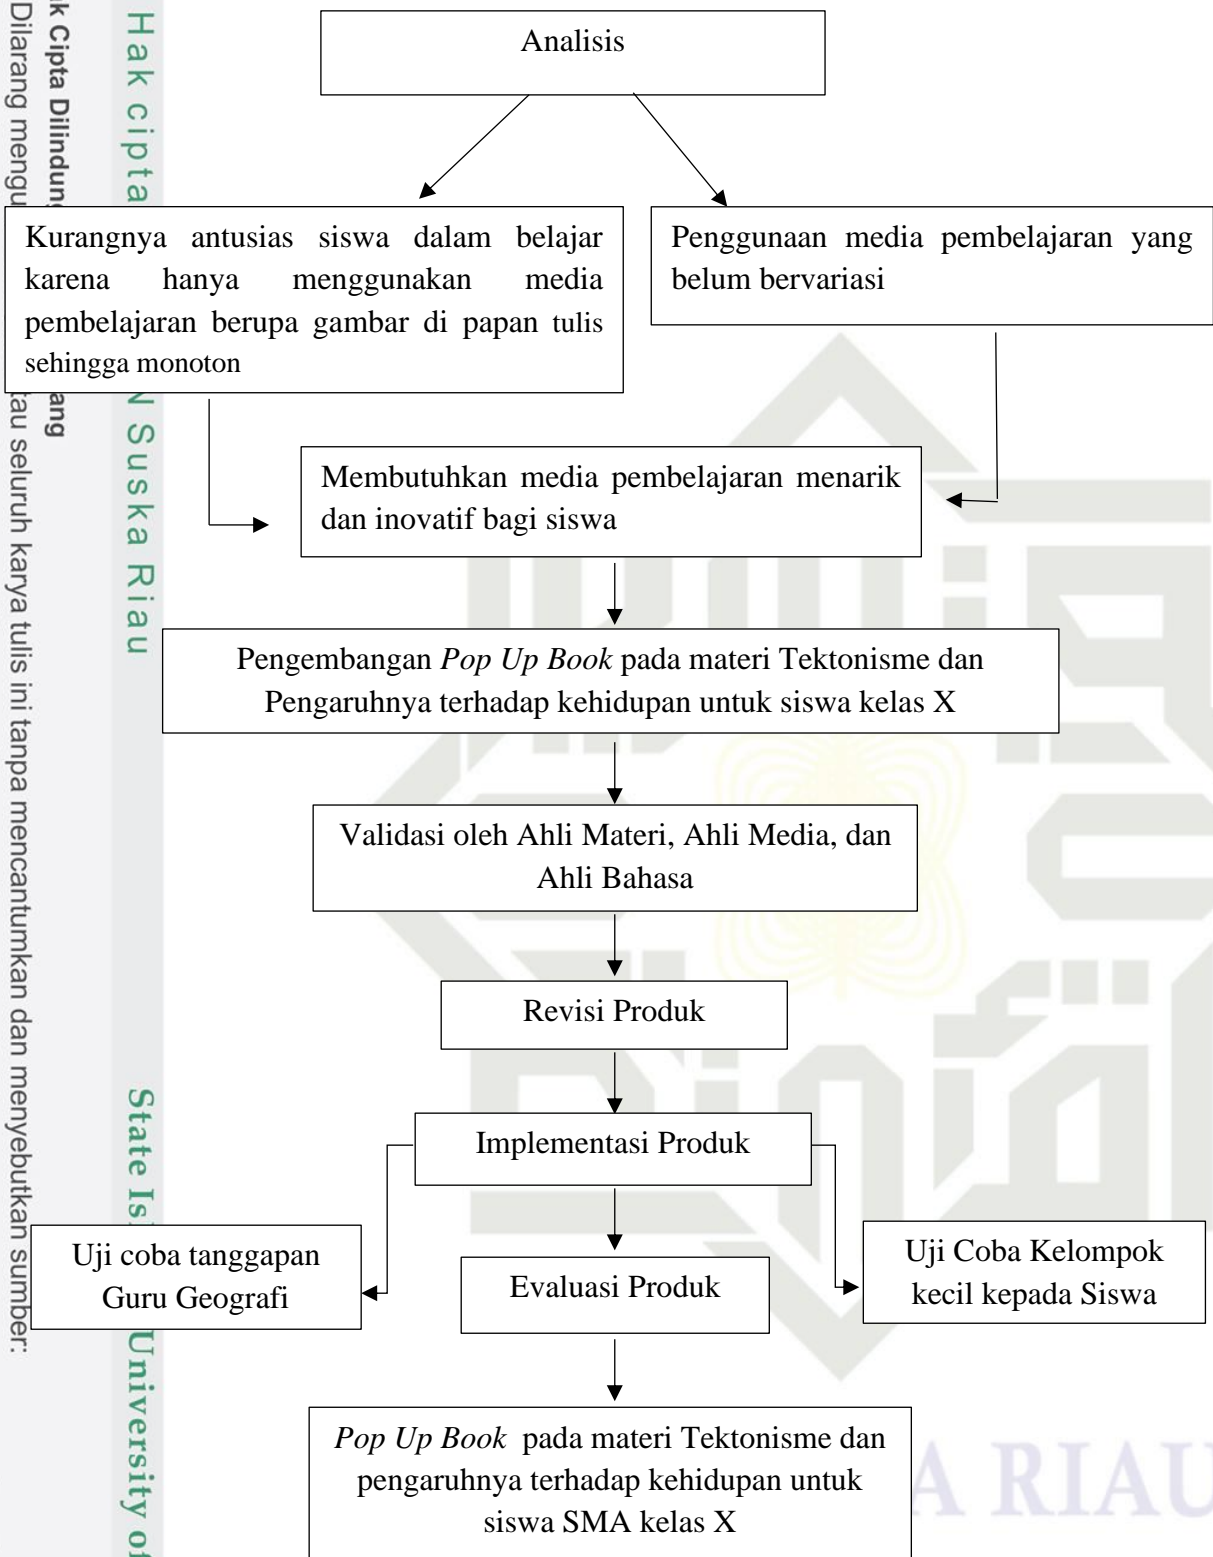 Analisis
Kurangnya antusias siswa dalam belajar
karena hanya menggunakan media
pembelajaran berupa gambar di papan tulis
sehingga monoton
Penggunaan media pembelajaran yang
belum bervariasi
Membutuhkan media pembelajaran menarik
dan inovatif bagi siswa
Pengembangan Pop Up Book pada materi Tektonisme dan
Pengaruhnya terhadap kehidupan untuk siswa kelas X
Validasi oleh Ahli Materi, Ahli Media, dan
Ahli Bahasa
Revisi Produk
Implementasi Produk
Uji coba tanggapan
Guru Geografi
Evaluasi Produk
Uji Coba Kelompok
kecil kepada Siswa
Pop Up Book pada materi Tektonisme dan
pengaruhnya terhadap kehidupan untuk
siswa SMA kelas X
Hak cipta N Suska Riau
State Is University of
k Cipta Dilindung ang
Dilarang mengu tau seluruh karya tulis ini tanpa mencantumkan dan menyebutkan sumber:
A RIAU